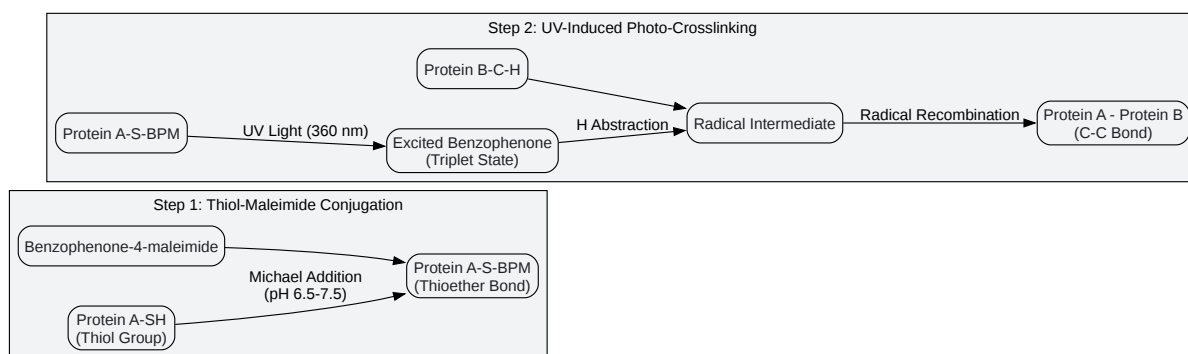 Step 2: UV-Induced Photo-Crosslinking
Protein B-C-H
Protein A-S-BPM
UV Light (360 nm)
Excited Benzophenone
(Triplet State)
H Abstraction
Radical Intermediate
Radical Recombination
Protein A - Protein B
(C-C Bond)
Step 1: Thiol-Maleimide Conjugation
Benzophenone-4-maleimide
Protein A-SH
(Thiol Group)
Michael Addition
(pH 6.5-7.5)
Protein A-S-BPM
(Thioether Bond)